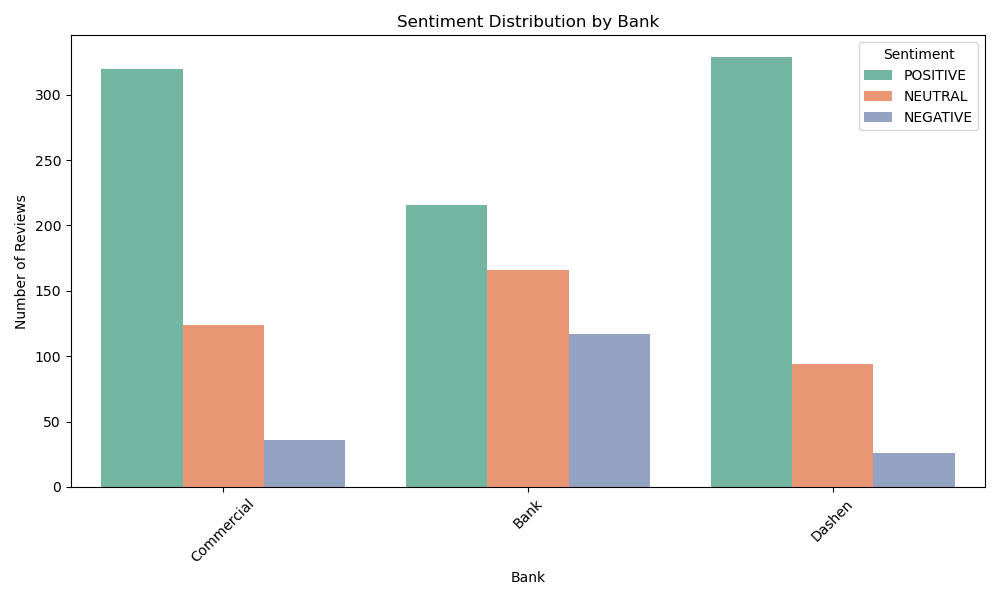 Sentiment Distribution by Bank
Sentiment
POSITIVE
NEUTRAL
NEGATIVE
Number of Reviews
300
250
200
150
100
50
0
Commercial
Bank
Dashen
Bank